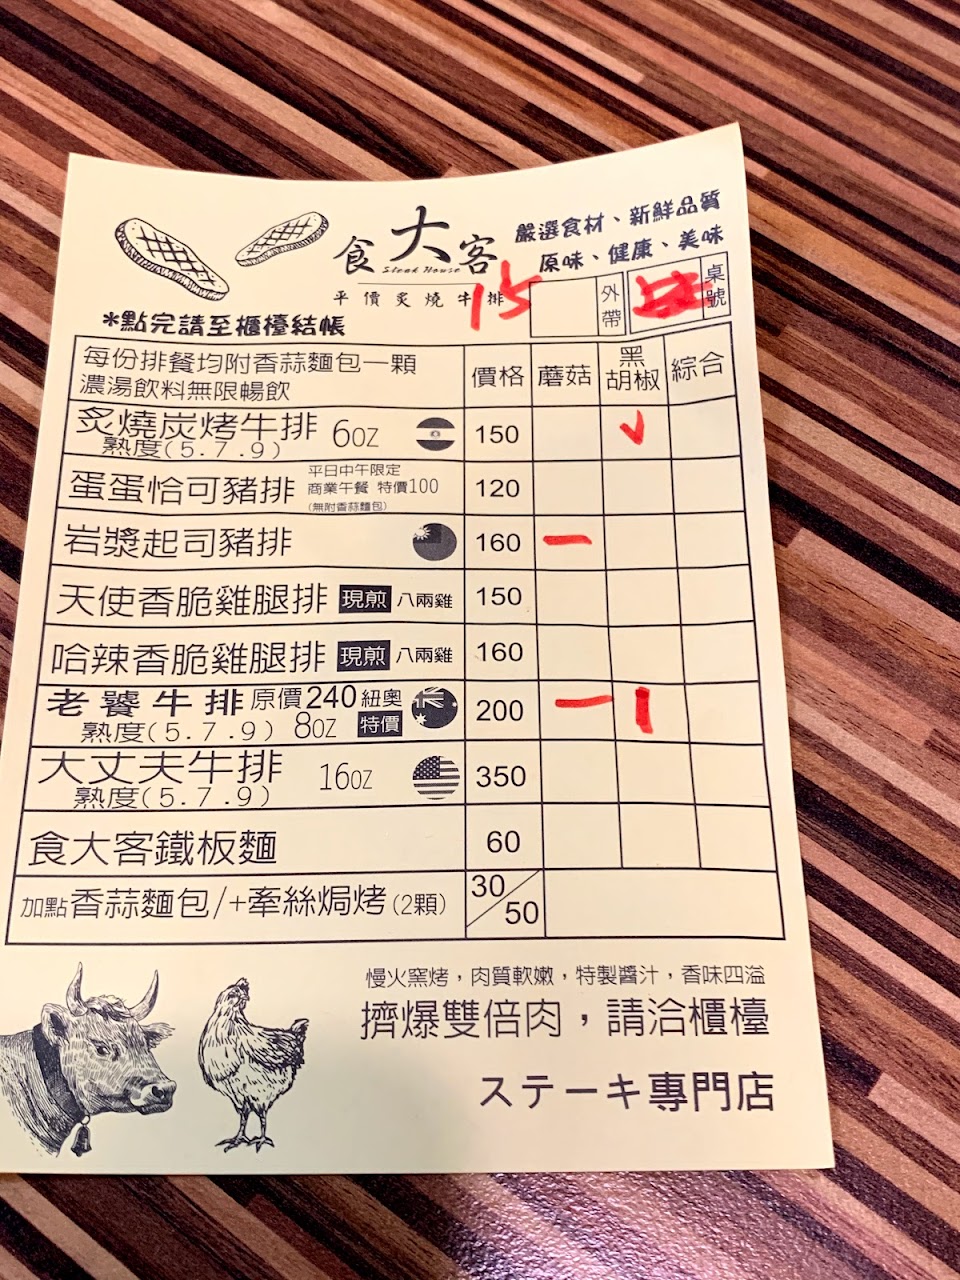 食大客
Steak House
平價炙燒牛排
嚴選食材、新鮮品質
原味、健康、美味
15
外帶
桌號
*點完請至櫃檯結帳
每份排餐均附香蒜麵包一顆
濃湯飲料無限暢飲
價格 蘑菇 黑胡椒 綜合
炙燒炭烤牛排 6oz 150 ✓
熟度(5.7.9)
蛋蛋恰可豬排 平日中午限定 120
商業午餐 特價100
(無附香蒜麵包)
岩漿起司豬排 160 一
天使香脆雞腿排 現煎 八兩雞 150
哈辣香脆雞腿排 現煎 八兩雞 160
老饕牛排 原價240 紐奧 200 一 1
熟度(5.7.9) 8oz 特價
大丈夫牛排 16oz 350
熟度(5.7.9)
食大客鐵板麵 60
加點香蒜麵包/+牽絲焗烤(2顆) 30/50
慢火窯烤，肉質軟嫩，特製醬汁，香味四溢
擠爆雙倍肉，請洽櫃檯
ステーキ專門店